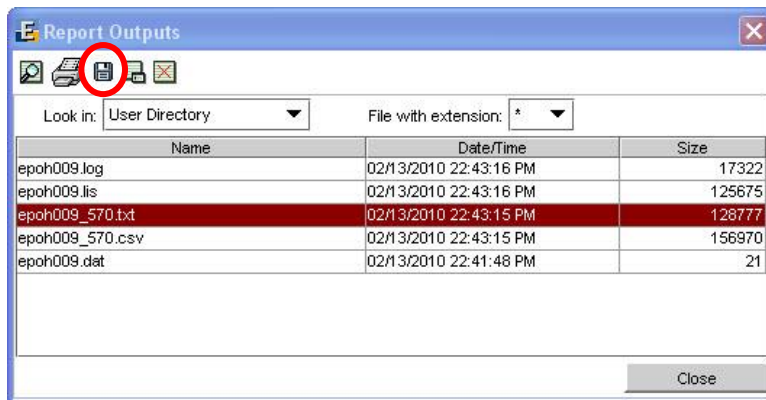 Report Outputs
Look in: User Directory File with extension: *
Name Date/Time Size
epoh009.log 02/13/2010 22:43:16 PM 17322
epoh009.lis 02/13/2010 22:43:16 PM 125675
epoh009_570.txt 02/13/2010 22:43:15 PM 128777
epoh009_570.csv 02/13/2010 22:43:15 PM 156970
epoh009.dat 02/13/2010 22:41:48 PM 21
Close